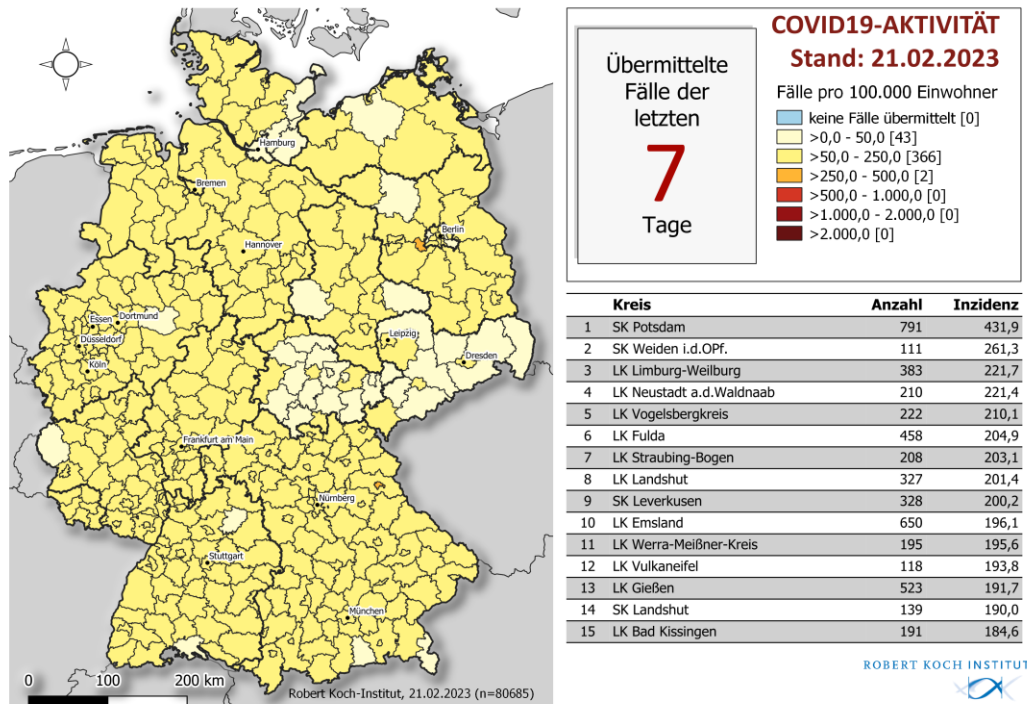 Hamburg
Bremen
Berlin
Hannover
Essen
Dortmund
Düsseldorf
Köln
Leipzig
Dresden
Frankfurt am Main
Nürnberg
Stuttgart
München
0 100 200 km
Robert Koch-Institut, 21.02.2023 (n=80685)
Übermittelte
Fälle der
letzten
7
Tage
COVID19-AKTIVITÄT
Stand: 21.02.2023
Fälle pro 100.000 Einwohner
keine Fälle übermittelt [0]
>0,0 - 50,0 [43]
>50,0 - 250,0 [366]
>250,0 - 500,0 [2]
>500,0 - 1.000,0 [0]
>1.000,0 - 2.000,0 [0]
>2.000,0 [0]
Kreis Anzahl Inzidenz
1 SK Potsdam 791 431,9
2 SK Weiden i.d.OPf. 111 261,3
3 LK Limburg-Weilburg 383 221,7
4 LK Neustadt a.d.Waldnaab 210 221,4
5 LK Vogelsbergkreis 222 210,1
6 LK Fulda 458 204,9
7 LK Straubing-Bogen 208 203,1
8 LK Landshut 327 201,4
9 SK Leverkusen 328 200,2
10 LK Emsland 650 196,1
11 LK Werra-Meißner-Kreis 195 195,6
12 LK Vulkaneifel 118 193,8
13 LK Gießen 523 191,7
14 SK Landshut 139 190,0
15 LK Bad Kissingen 191 184,6
ROBERT KOCH INSTITUT